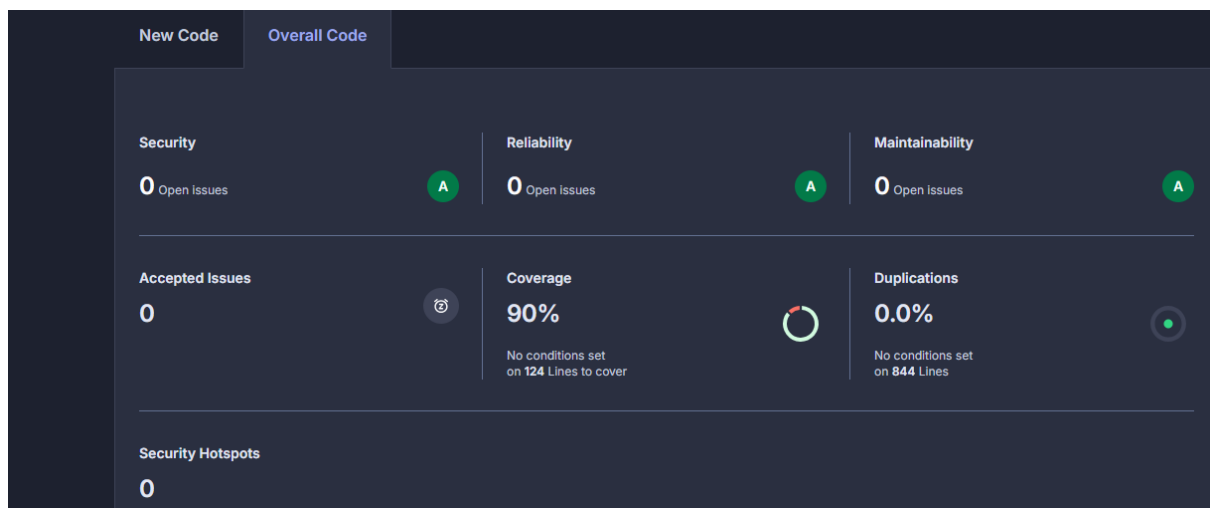 New Code Overall Code
Security Reliability Maintainability
0 Open issues A 0 Open issues A 0 Open issues A
Accepted Issues Coverage Duplications
0 z 90% 0.0%
No conditions set No conditions set
on 124 Lines to cover on 844 Lines
Security Hotspots
0